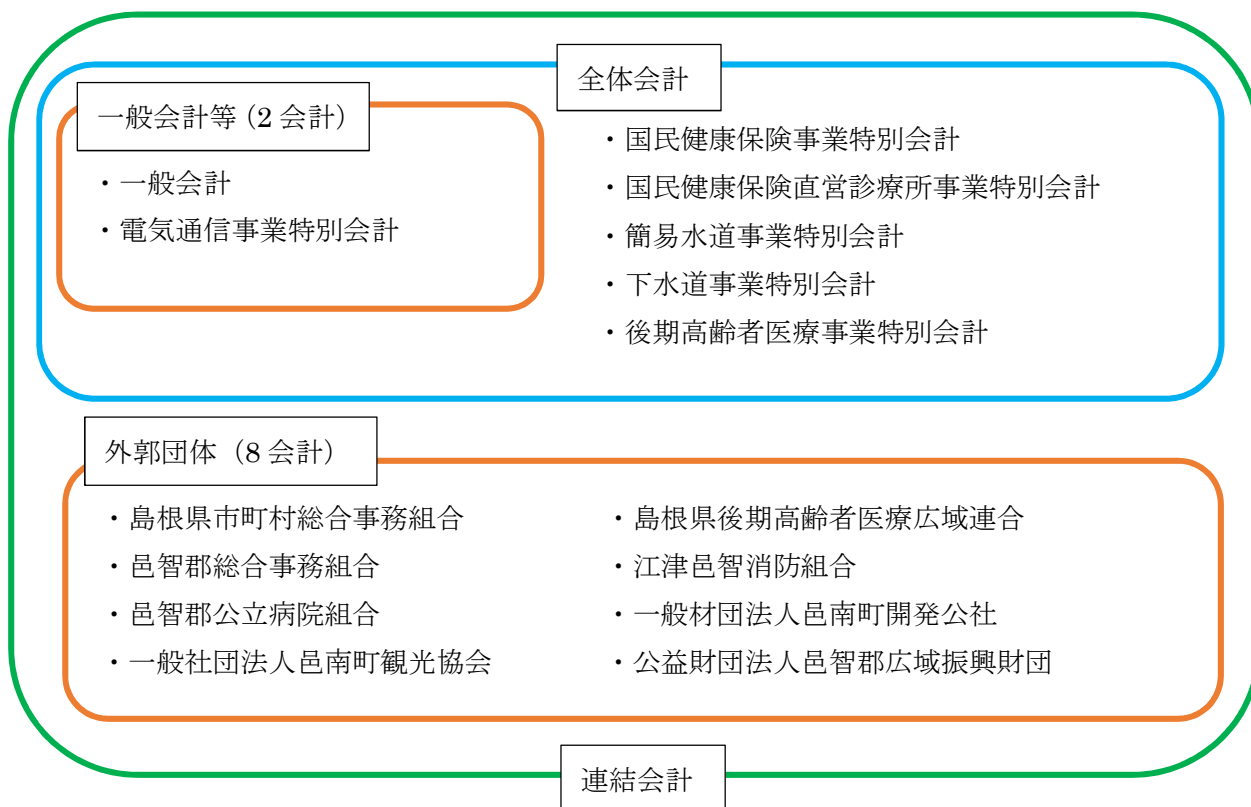 全体会計
一般会計等（2 会計）
・一般会計
・電気通信事業特別会計
・国民健康保険事業特別会計
・国民健康保険直営診療所事業特別会計
・簡易水道事業特別会計
・下水道事業特別会計
・後期高齢者医療事業特別会計
外郭団体（8 会計）
・島根県市町村総合事務組合
・邑智郡総合事務組合
・邑智郡公立病院組合
・一般社団法人邑南町観光協会
・島根県後期高齢者医療広域連合
・江津邑智消防組合
・一般材団法人邑南町開発公社
・公益財団法人邑智郡広域振興財団
連結会計